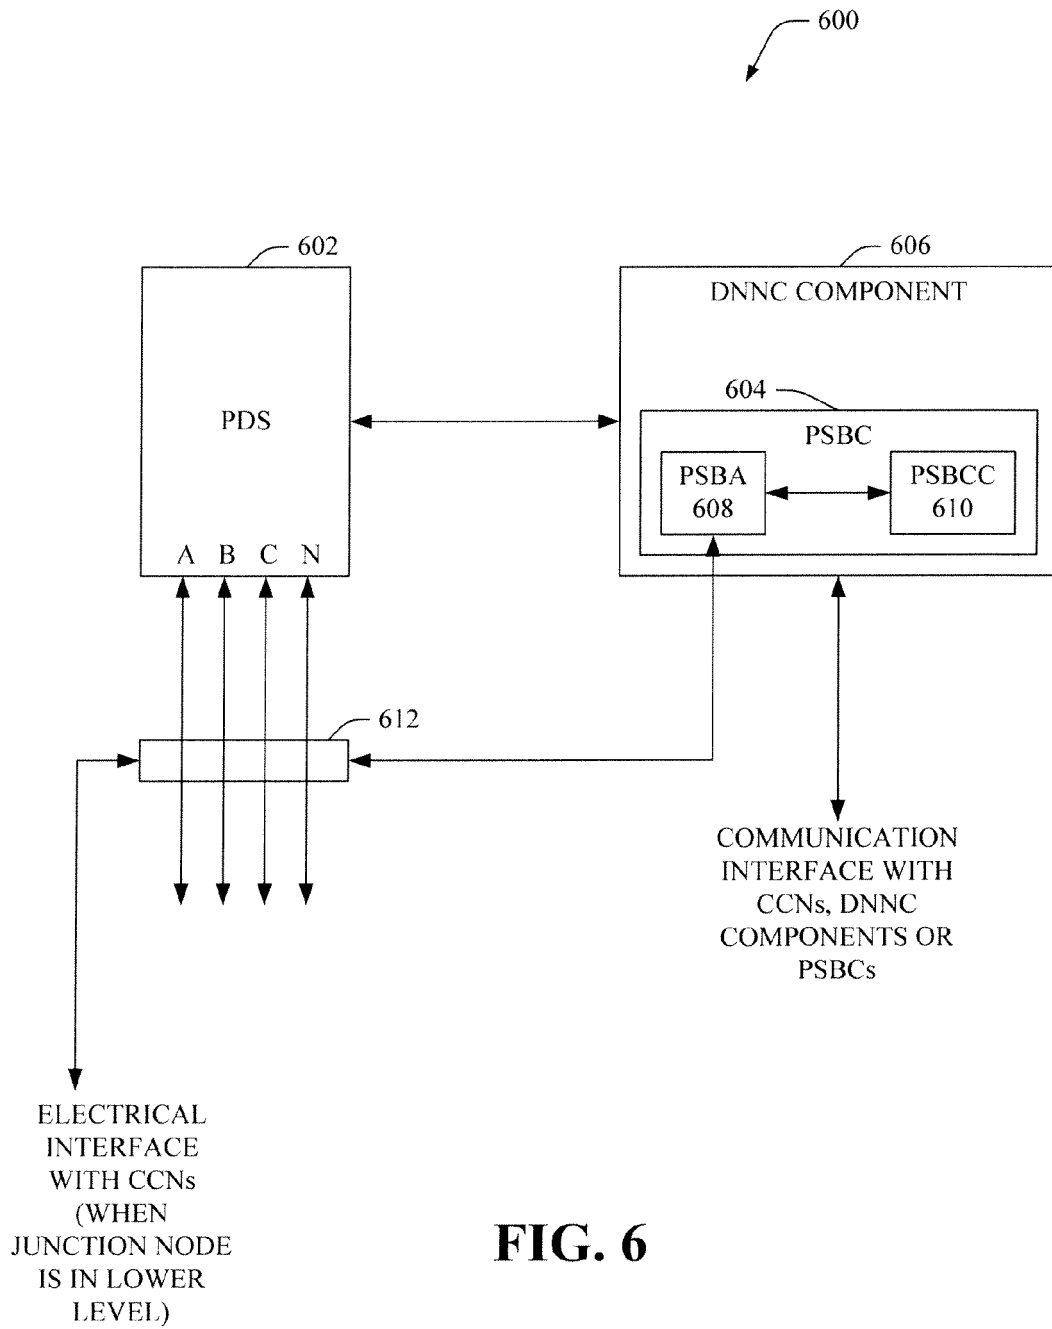 600
602
606
DNNC COMPONENT
604
PDS
PSBC
PSBA
608
PSBCC
610
A B C N
612
COMMUNICATION
INTERFACE WITH
CCNs, DNNC
COMPONENTS OR
PSBCs
ELECTRICAL
INTERFACE
WITH CCNs
(WHEN
JUNCTION NODE
IS IN LOWER
LEVEL)
FIG. 6